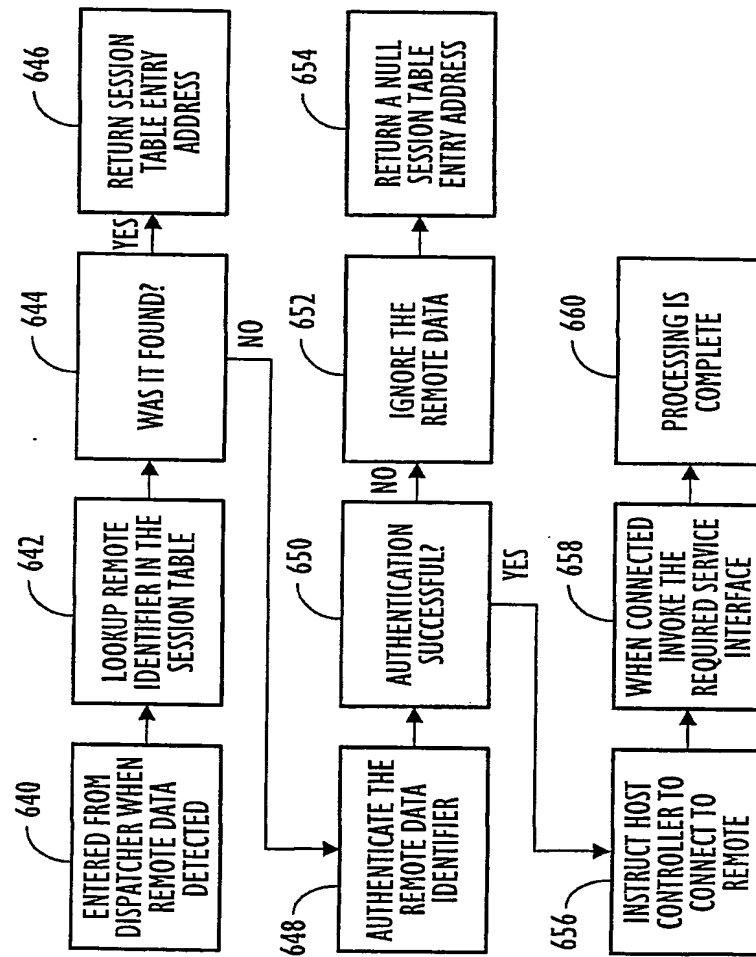 640
ENTERED FROM
DISPATCHER WHEN
REMOTE DATA
DETECTED
642
LOOKUP REMOTE
IDENTIFIER IN THE
SESSION TABLE
644
WAS IT FOUND?
YES
NO
646
RETURN SESSION
TABLE ENTRY
ADDRESS
648
AUTHENTICATE THE
REMOTE DATA
IDENTIFIER
650
AUTHENTICATION
SUCCESSFUL?
NO
YES
652
IGNORE THE
REMOTE DATA
654
RETURN A NULL
SESSION TABLE
ENTRY ADDRESS
656
INSTRUCT HOST
CONTROLLER TO
CONNECT TO
REMOTE
658
WHEN CONNECTED
INVOKE THE
REQUIRED SERVICE
INTERFACE
660
PROCESSING IS
COMPLETE